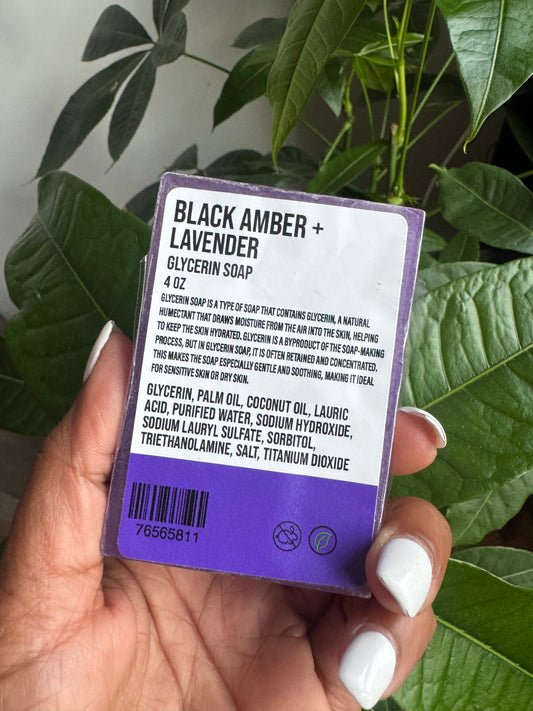 BLACK AMBER +
LAVENDER
GLYCERIN SOAP
4 OZ
GLYCERIN SOAP IS A TYPE OF SOAP THAT CONTAINS GLYCERIN, A NATURAL
HUMECTANT THAT DRAWS MOISTURE FROM THE AIR INTO THE SKIN, HELPING
TO KEEP THE SKIN HYDRATED. GLYCERIN IS A BYPRODUCT OF THE SOAP-MAKING
PROCESS, BUT IN GLYCERIN SOAP, IT IS OFTEN RETAINED AND CONCENTRATED.
THIS MAKES THE SOAP ESPECIALLY GENTLE AND SOOTHING, MAKING IT IDEAL
FOR SENSITIVE SKIN OR DRY SKIN.
GLYCERIN, PALM OIL, COCONUT OIL, LAURIC
ACID, PURIFIED WATER, SODIUM HYDROXIDE,
SODIUM LAURYL SULFATE, SORBITOL,
TRIETHANOLAMINE, SALT, TITANIUM DIOXIDE
76565811